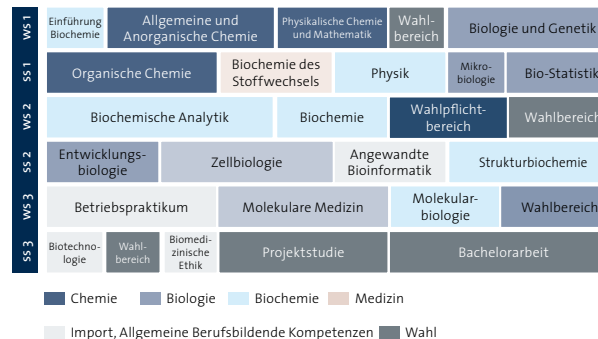 WS 1
Einführung
Biochemie
Allgemeine und
Anorganische Chemie
Physikalische Chemie
und Mathematik
Wahl-
bereich
Biologie und Genetik
SS 1
Organische Chemie
Biochemie des
Stoffwechsels
Physik
Mikro-
biologie
Bio-Statistik
WS 2
Biochemische Analytik
Biochemie
Wahlpflicht-
bereich
Wahlbereich
SS 2
Entwicklungs-
biologie
Zellbiologie
Angewandte
Bioinformatik
Strukturbiochemie
WS 3
Betriebspraktikum
Molekulare Medizin
Molekular-
biologie
Wahlbereich
SS 3
Biotechno-
logie
Wahl-
bereich
Biomedi-
zinische
Ethik
Projektstudie
Bachelorarbeit
Chemie Biologie Biochemie Medizin
Import, Allgemeine Berufsbildende Kompetenzen Wahl